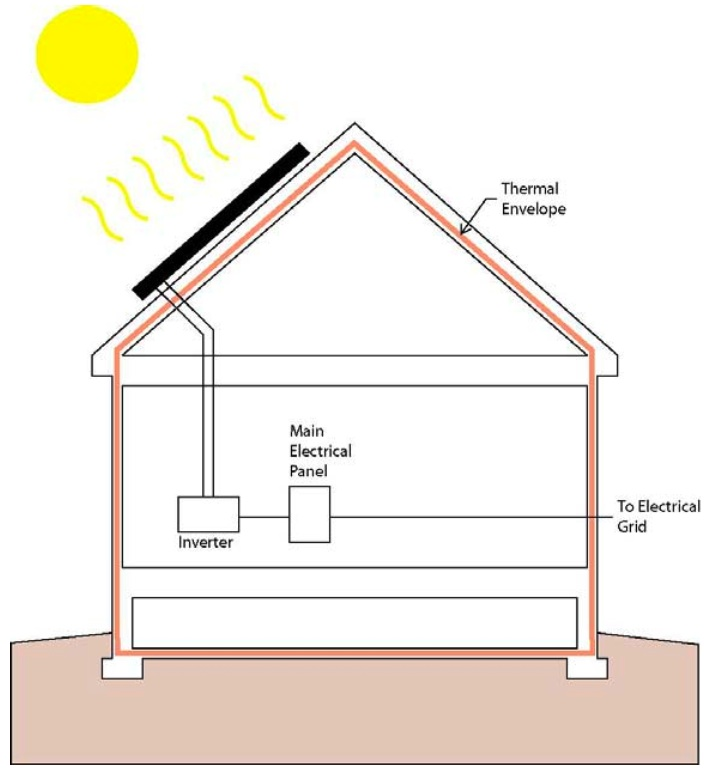 Thermal
Envelope
Main
Electrical
Panel
To Electrical
Grid
Inverter